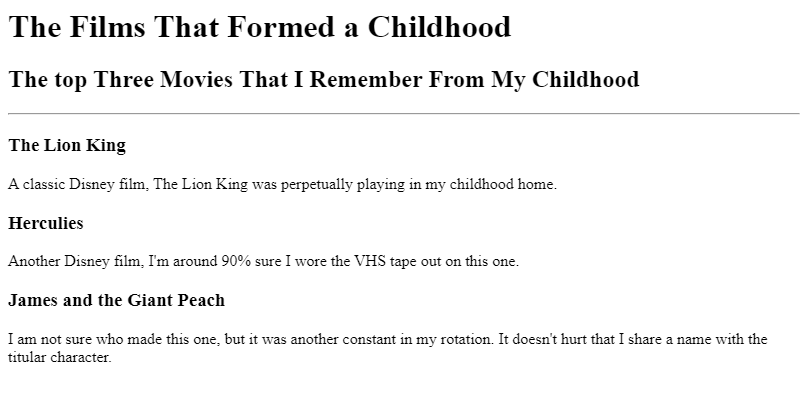 The Films That Formed a Childhood
The top Three Movies That I Remember From My Childhood
The Lion King
A classic Disney film, The Lion King was perpetually playing in my childhood home.
Herculies
Another Disney film, I'm around 90% sure I wore the VHS tape out on this one.
James and the Giant Peach
I am not sure who made this one, but it was another constant in my rotation. It doesn't hurt that I share a name with the
titular character.